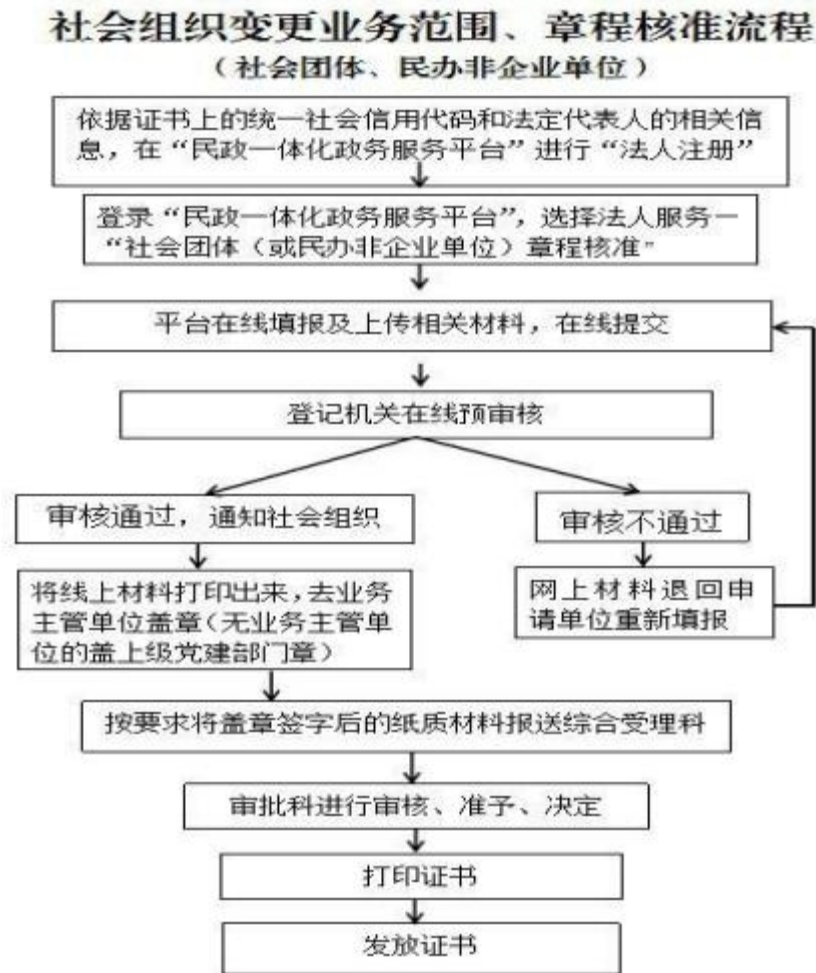 社会组织变更业务范围、章程核准流程
（社会团体、民办非企业单位）
依据证书上的统一社会信用代码和法定代表人的相关信
息，在“民政一体化政务服务平台”进行“法人注册”
登录“民政一体化政务服务平台”，选择法人服务—
“社会团体（或民办非企业单位）章程核准”
平台在线填报及上传相关材料，在线提交
登记机关在线预审核
审核通过，通知社会组织
审核不通过
将线上材料打印出来，去业务
主管单位盖章（无业务主管单
位的盖上级党建部门章）
网上材料退回申
请单位重新填报
按要求将盖章签字后的纸质材料报送综合受理科
审批科进行审核、准予、决定
打印证书
发放证书